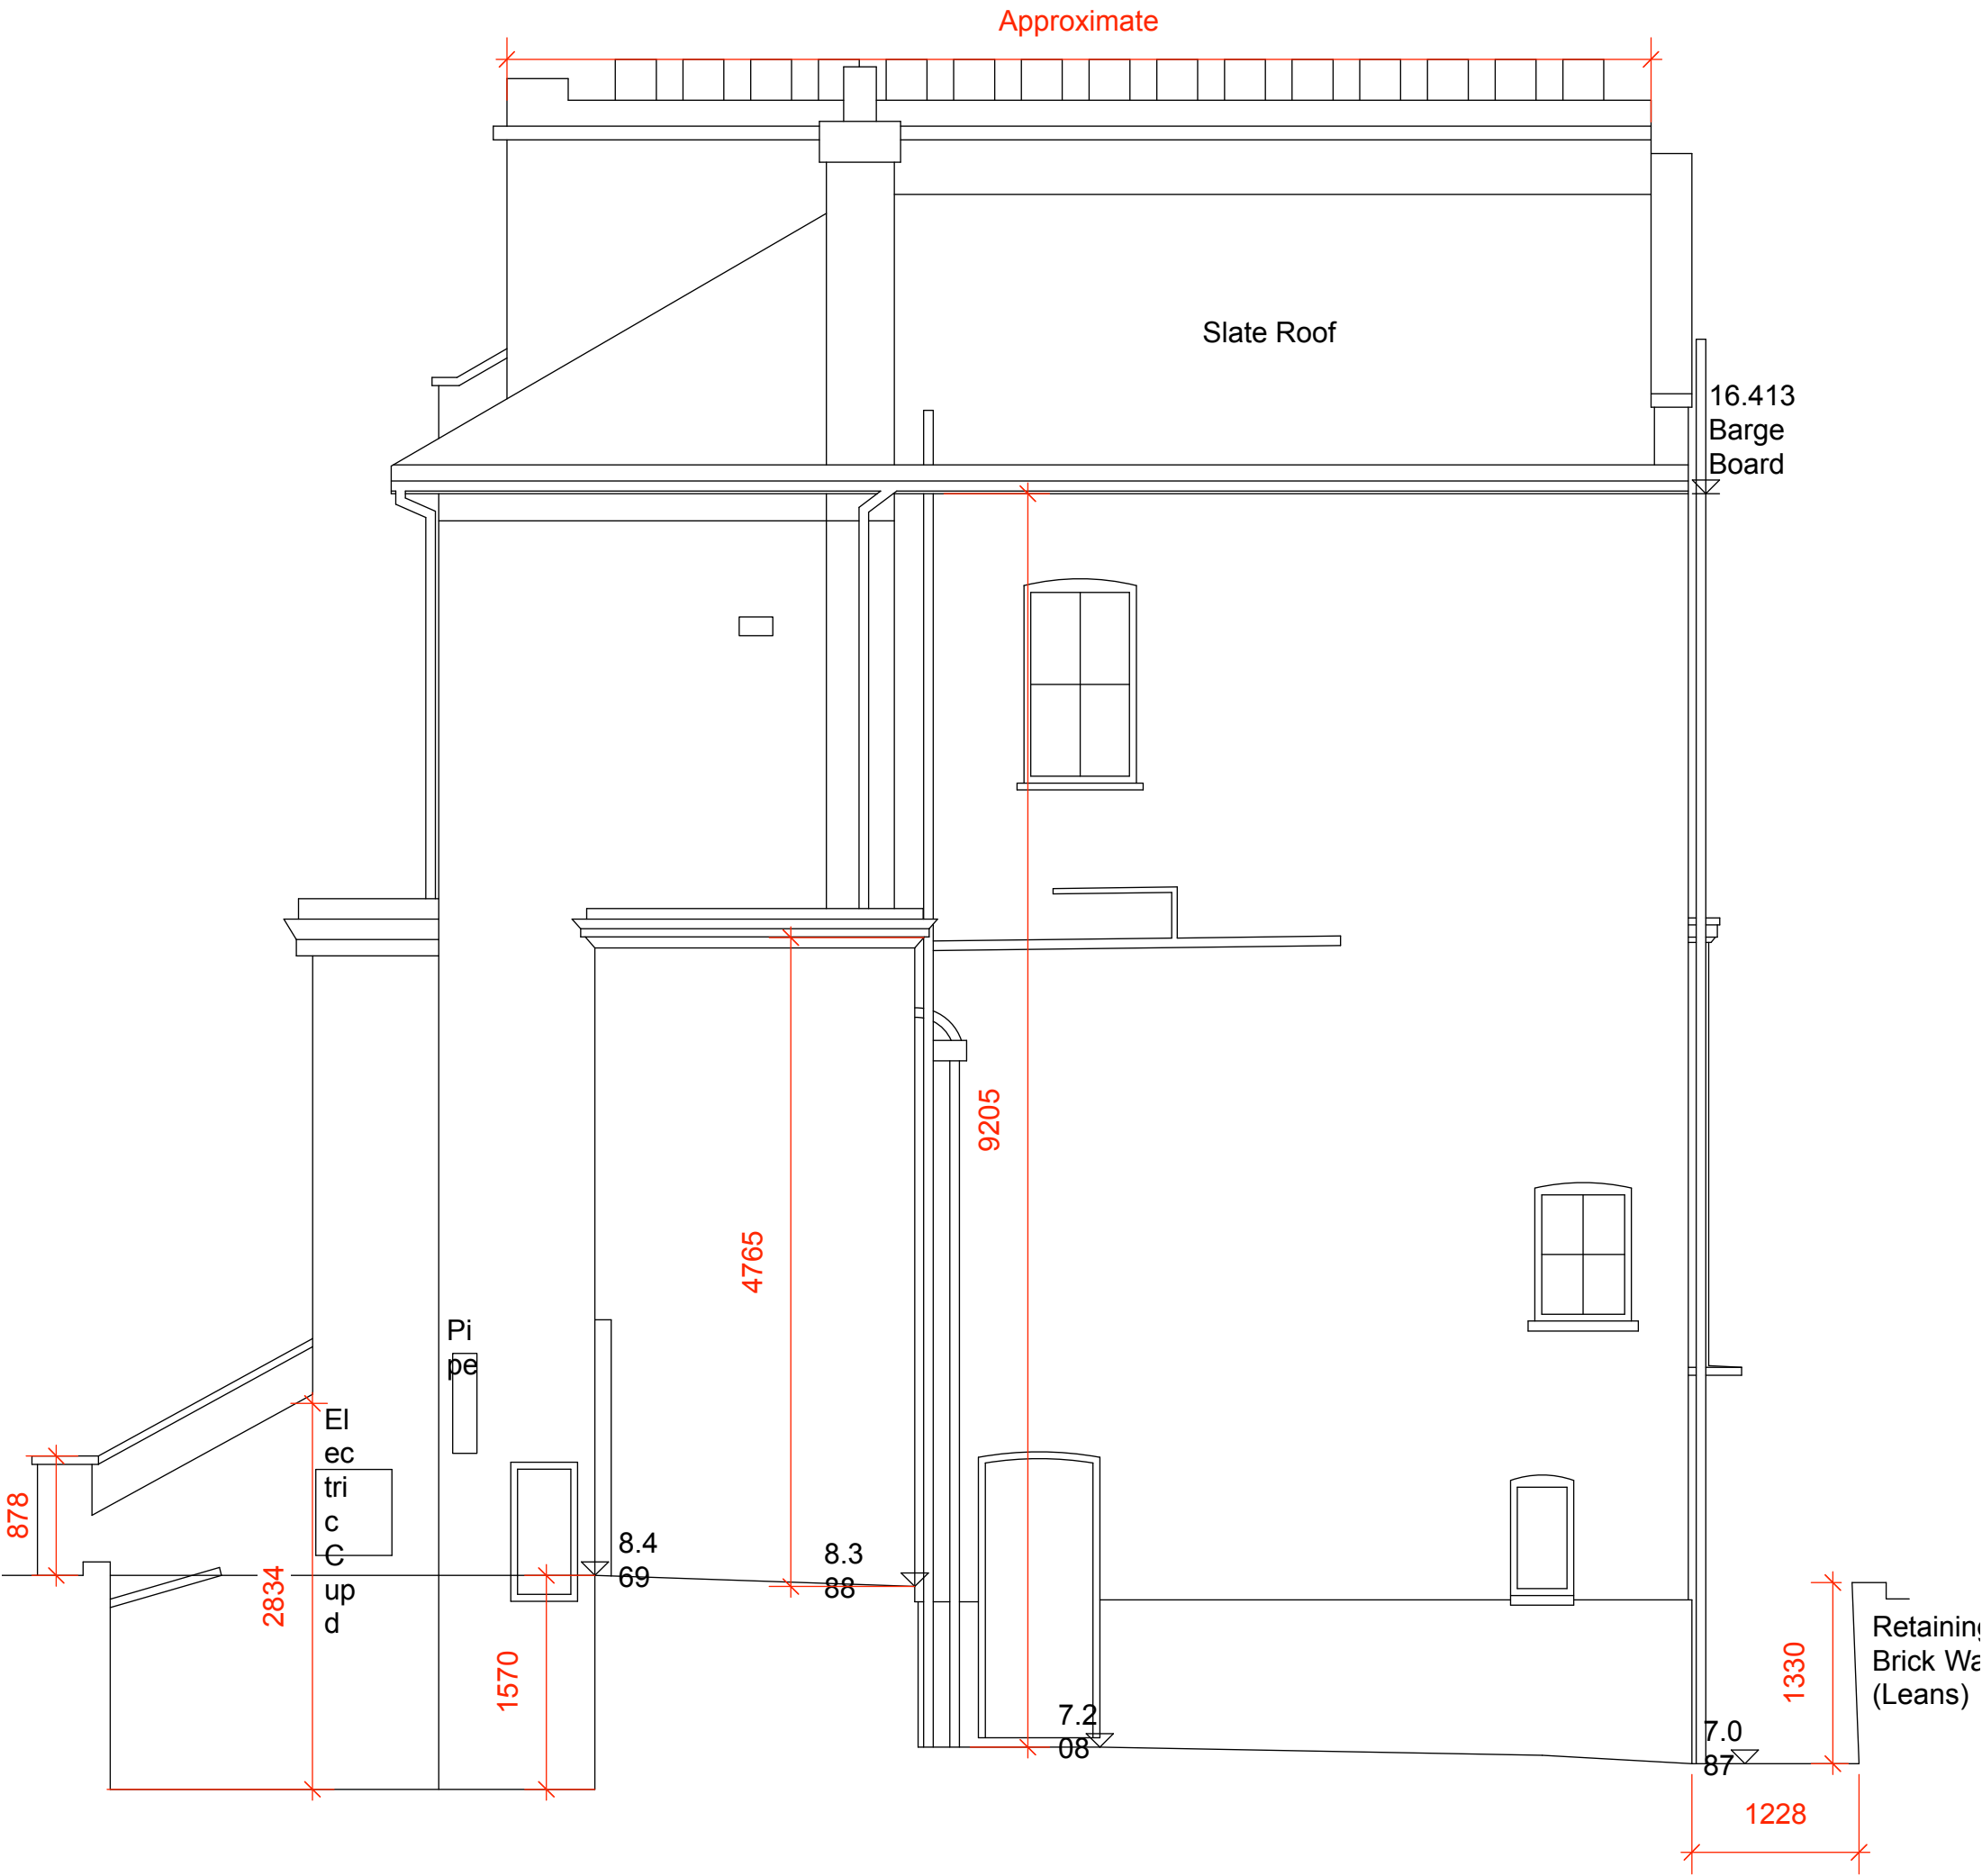 Approximate
Slate Roof
16.413
Barge
Board
9205
4765
Pi
pe
El
ec
tri
c
C
up
d
878
2834
8.4
69
8.3
88
1570
7.2
08
7.0
87
1330
Retaining
Brick Wa
(Leans)
1228